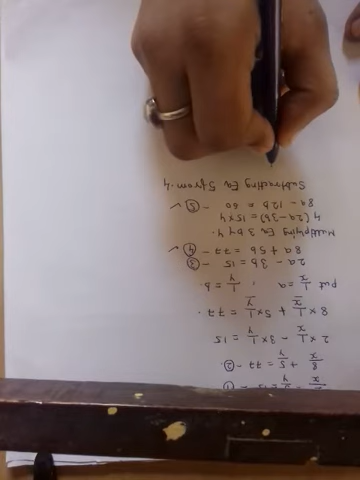 8/x + 5/y = 77 - ②
2 x 1/x - 3 x 1/y = 15
8 x 1/x + 5 x 1/y = 77.
put 1/x = a , 1/y = b.
2a - 3b = 15 - ③
8a + 5b = 77 - ④
Multiplying Eq 3 by 4.
4 (2a - 3b) = 15 x 4
8a - 12b = 60 - ⑤
Subtracting Eq 5 from 4